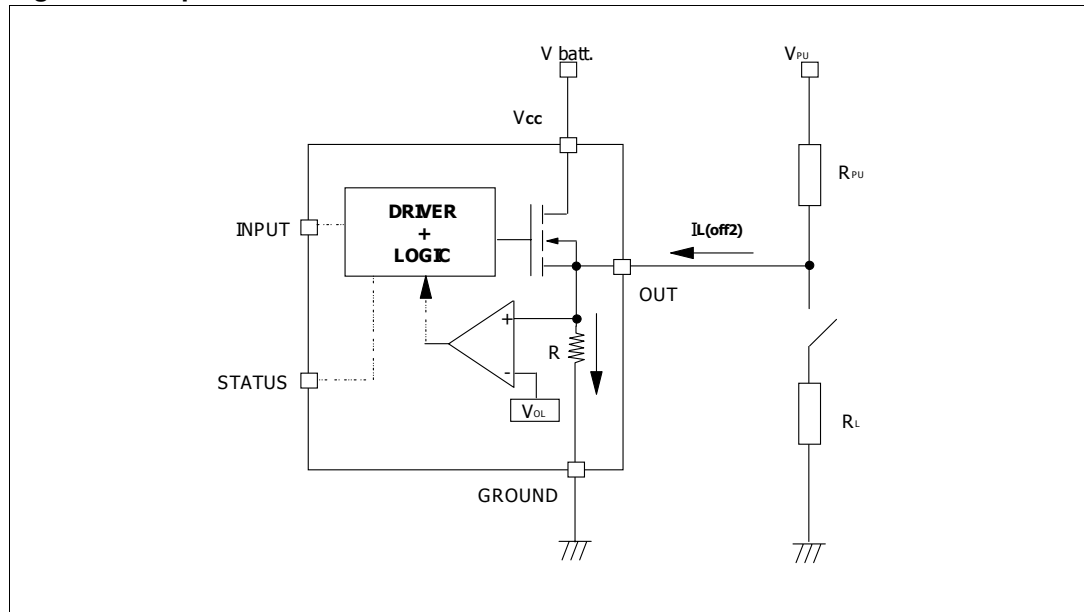 V batt.
VPU
Vcc
RPU
DRIVER
+
LOGIC
INPUT
IL(off2)
OUT
+
R
-
STATUS
VOL
RL
GROUND